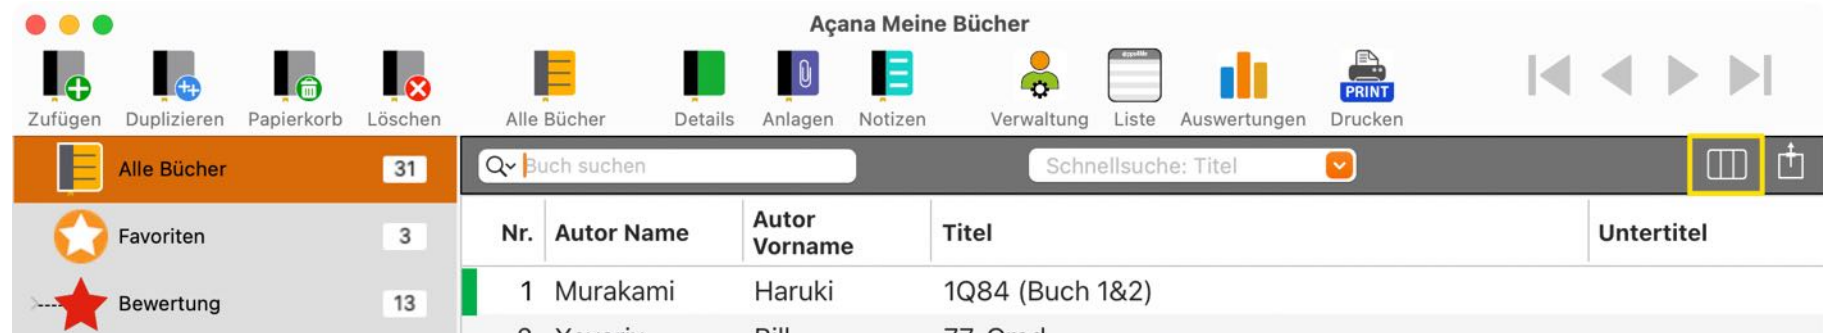 Açana Meine Bücher
PRINT
Zufügen Duplizieren Papierkorb Löschen Alle Bücher Details Anlagen Notizen Verwaltung Liste Auswertungen Drucken
Alle Bücher 31
Buch suchen Schnellsuche: Titel
Favoriten 3
Bewertung 13
Nr. Autor Name Autor Vorname Titel Untertitel
1 Murakami Haruki 1Q84 (Buch 1&2)